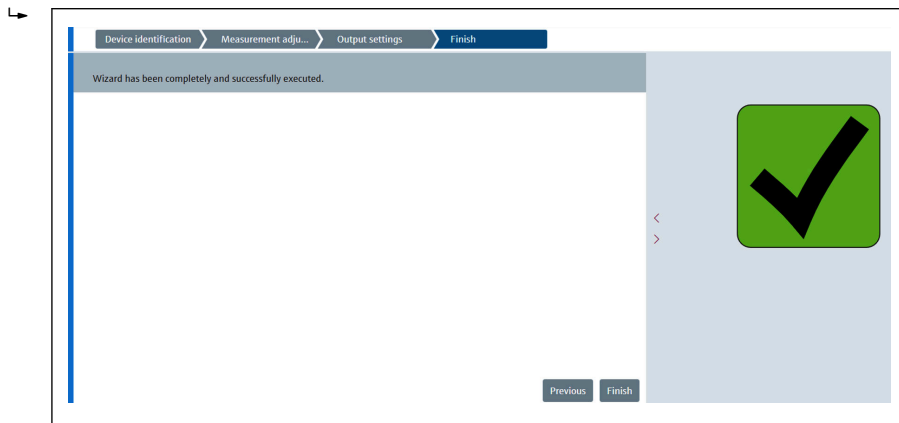 Device identification
Measurement adju...
Output settings
Finish
Wizard has been completely and successfully executed.
Previous
Finish